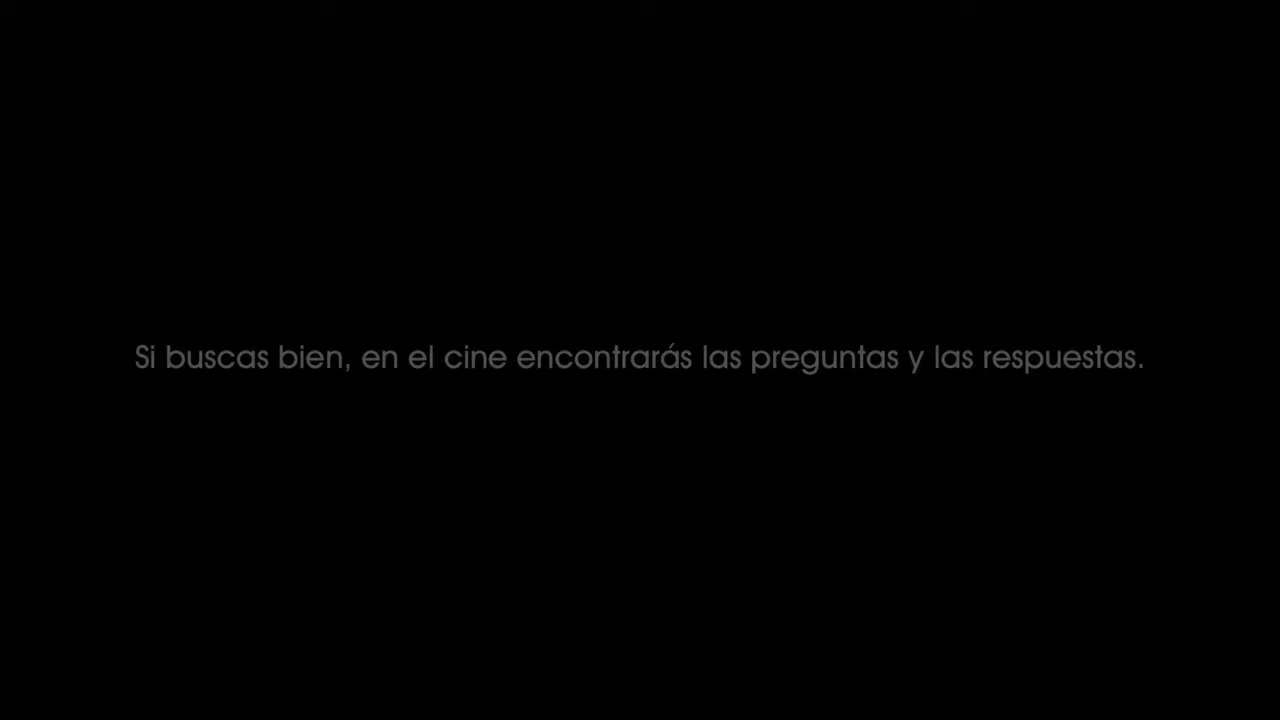 Si buscas bien, en el cine encontrarás las preguntas y las respuestas.